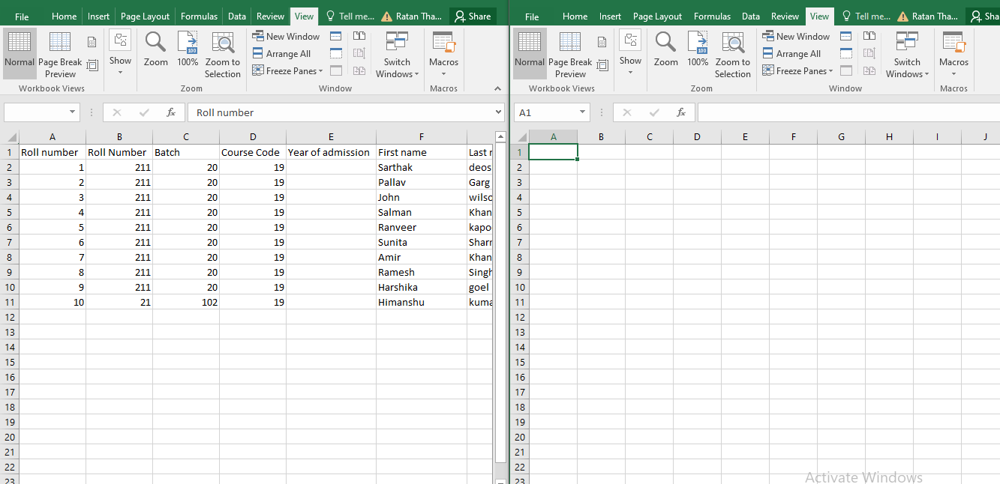 File Home Insert Page Layout Formulas Data Review View Tell me... Ratan Tha... Share
Normal Page Break Preview Show Zoom 100% Zoom to Selection New Window Arrange All Freeze Panes Switch Windows Macros
Workbook Views Zoom Window Macros
fx Roll number
A B C D E F
1 Roll number Roll Number Batch Course Code Year of admission First name Last
2 1 211 20 19 Sarthak deos
3 2 211 20 19 Pallav Garg
4 3 211 20 19 John wilso
5 4 211 20 19 Salman Khan
6 5 211 20 19 Ranveer kapo
7 6 211 20 19 Sunita Shar
8 7 211 20 19 Amir Khan
9 8 211 20 19 Ramesh Singh
10 9 211 20 19 Harshika goel
11 10 21 102 19 Himanshu kuma
12
13
14
15
16
17
18
19
20
21
22
23
File Home Insert Page Layout Formulas Data Review View Tell me... Ratan Tha... Sha
Normal Page Break Preview Show Zoom 100% Zoom to Selection New Window Arrange All Freeze Panes Switch Windows Macros
Workbook Views Zoom Window Macros
A1 fx
A B C D E F G H I J
1
2
3
4
5
6
7
8
9
10
11
12
13
14
15
16
17
18
19
20
21
22
23
Activate Windows